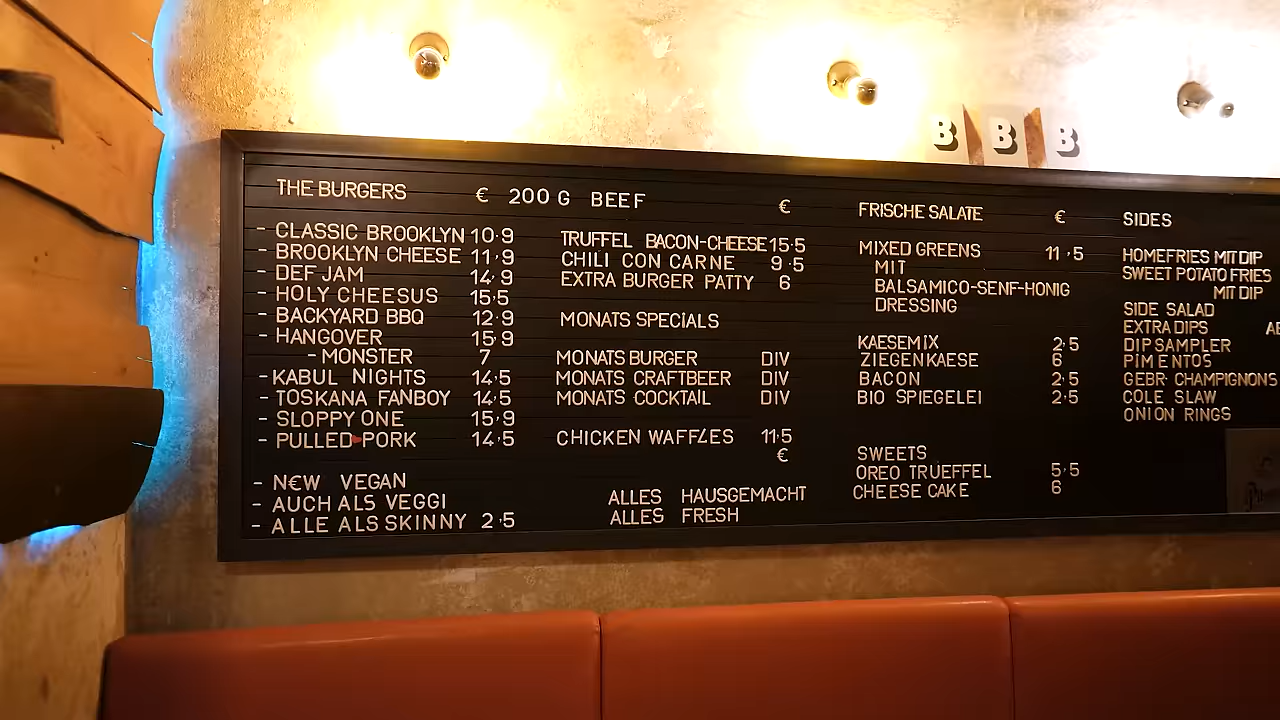 B B B
THE BURGERS € 200 G BEEF €
- CLASSIC BROOKLYN 10·9
- BROOKLYN CHEESE 11·9
- DEF JAM 14·9
- HOLY CHEESUS 15·5
- BACKYARD BBQ 12·9
- HANGOVER 15·9
- MONSTER 7
- KABUL NIGHTS 14·5
- TOSKANA FANBOY 14·5
- SLOPPY ONE 15·9
- PULLED PORK 14·5
- N€W VEGAN
- AUCH ALS VEGGI
- ALLE ALS SKINNY 2·5
TRUFFEL BACON-CHEESE 15·5
CHILI CON CARNE 9·5
EXTRA BURGER PATTY 6
MONATS SPECIALS
MONATS BURGER DIV
MONATS CRAFTBEER DIV
MONATS COCKTAIL DIV
CHICKEN WAFFLES 11·5
€
ALLES HAUSGEMACHT
ALLES FRESH
FRISCHE SALATE €
MIXED GREENS 11·5
MIT
BALSAMICO-SENF-HONIG
DRESSING
KAESEMIX 2·5
ZIEGENKAESE 6
BACON 2·5
BIO SPIEGELEI 2·5
SWEETS
OREO TRUEFFEL 5·5
CHEESE CAKE 6
SIDES
HOMEFRIES MIT DIP
SWEET POTATO FRIES
MIT DIP
SIDE SALAD
EXTRA DIPS
DIP SAMPLER
PIMENTOS
GEBR· CHAMPIGNONS
COLE SLAW
ONION RINGS